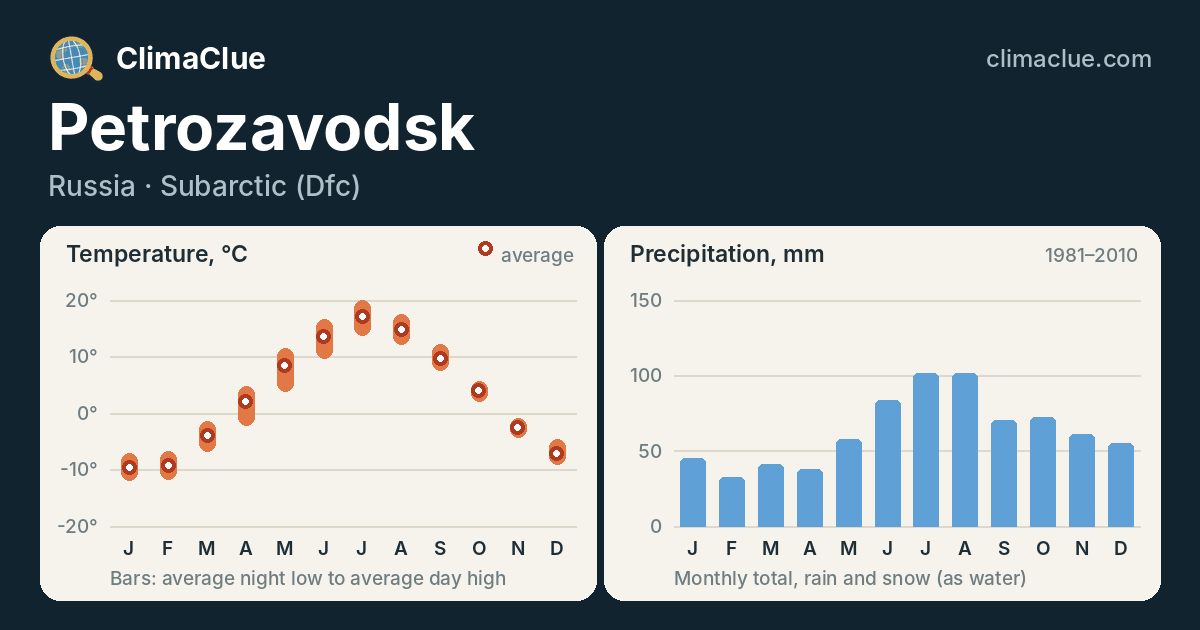 ClimaClue
climaclue.com
Petrozavodsk
Russia · Subarctic (Dfc)
Temperature, °C
average
20°
10°
0°
-10°
-20°
J F M A M J J A S O N D
Bars: average night low to average day high
Precipitation, mm
1981–2010
150
100
50
0
J F M A M J J A S O N D
Monthly total, rain and snow (as water)